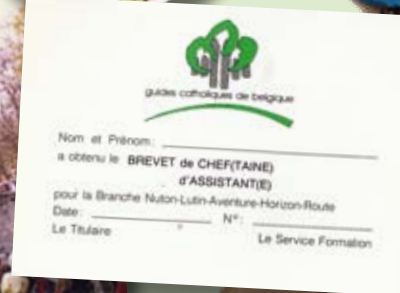 guides catholiques de belgique
Nom et Prénom:
a obtenu le BREVET de CHEF(TAINE)
d'ASSISTANT(E)
pour la Branche Nuton-Lutin-Aventure-Horizon-Route
Date: N°:
Le Titulaire Le Service Formation